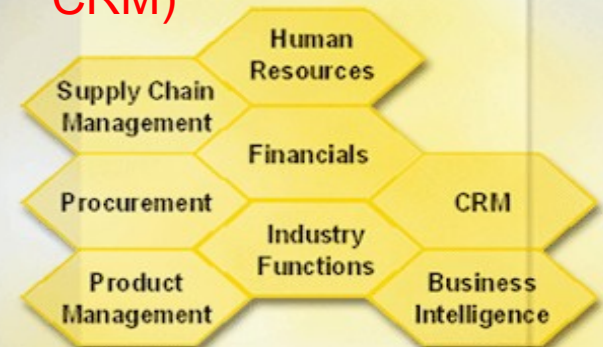 CRM)
Human
Resources
Supply Chain
Management
Financials
Procurement
CRM
Industry
Functions
Product
Management
Business
Intelligence